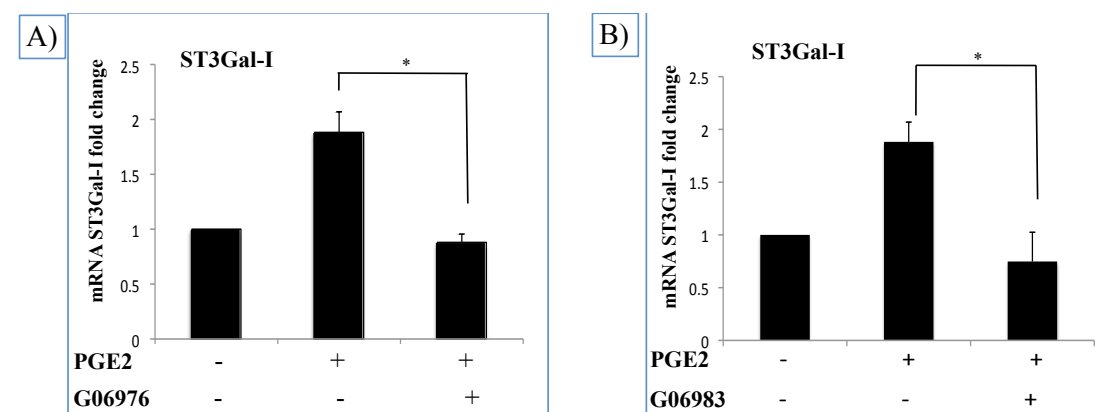 A)
ST3Gal-I
*
mRNA ST3Gal-I fold change
2.5
2
1.5
1
0.5
0
PGE2 - + +
G06976 - - +
B)
ST3Gal-I
*
mRNA ST3Gal-I fold change
2.5
2
1.5
1
0.5
0
PGE2 - + +
G06983 - - +